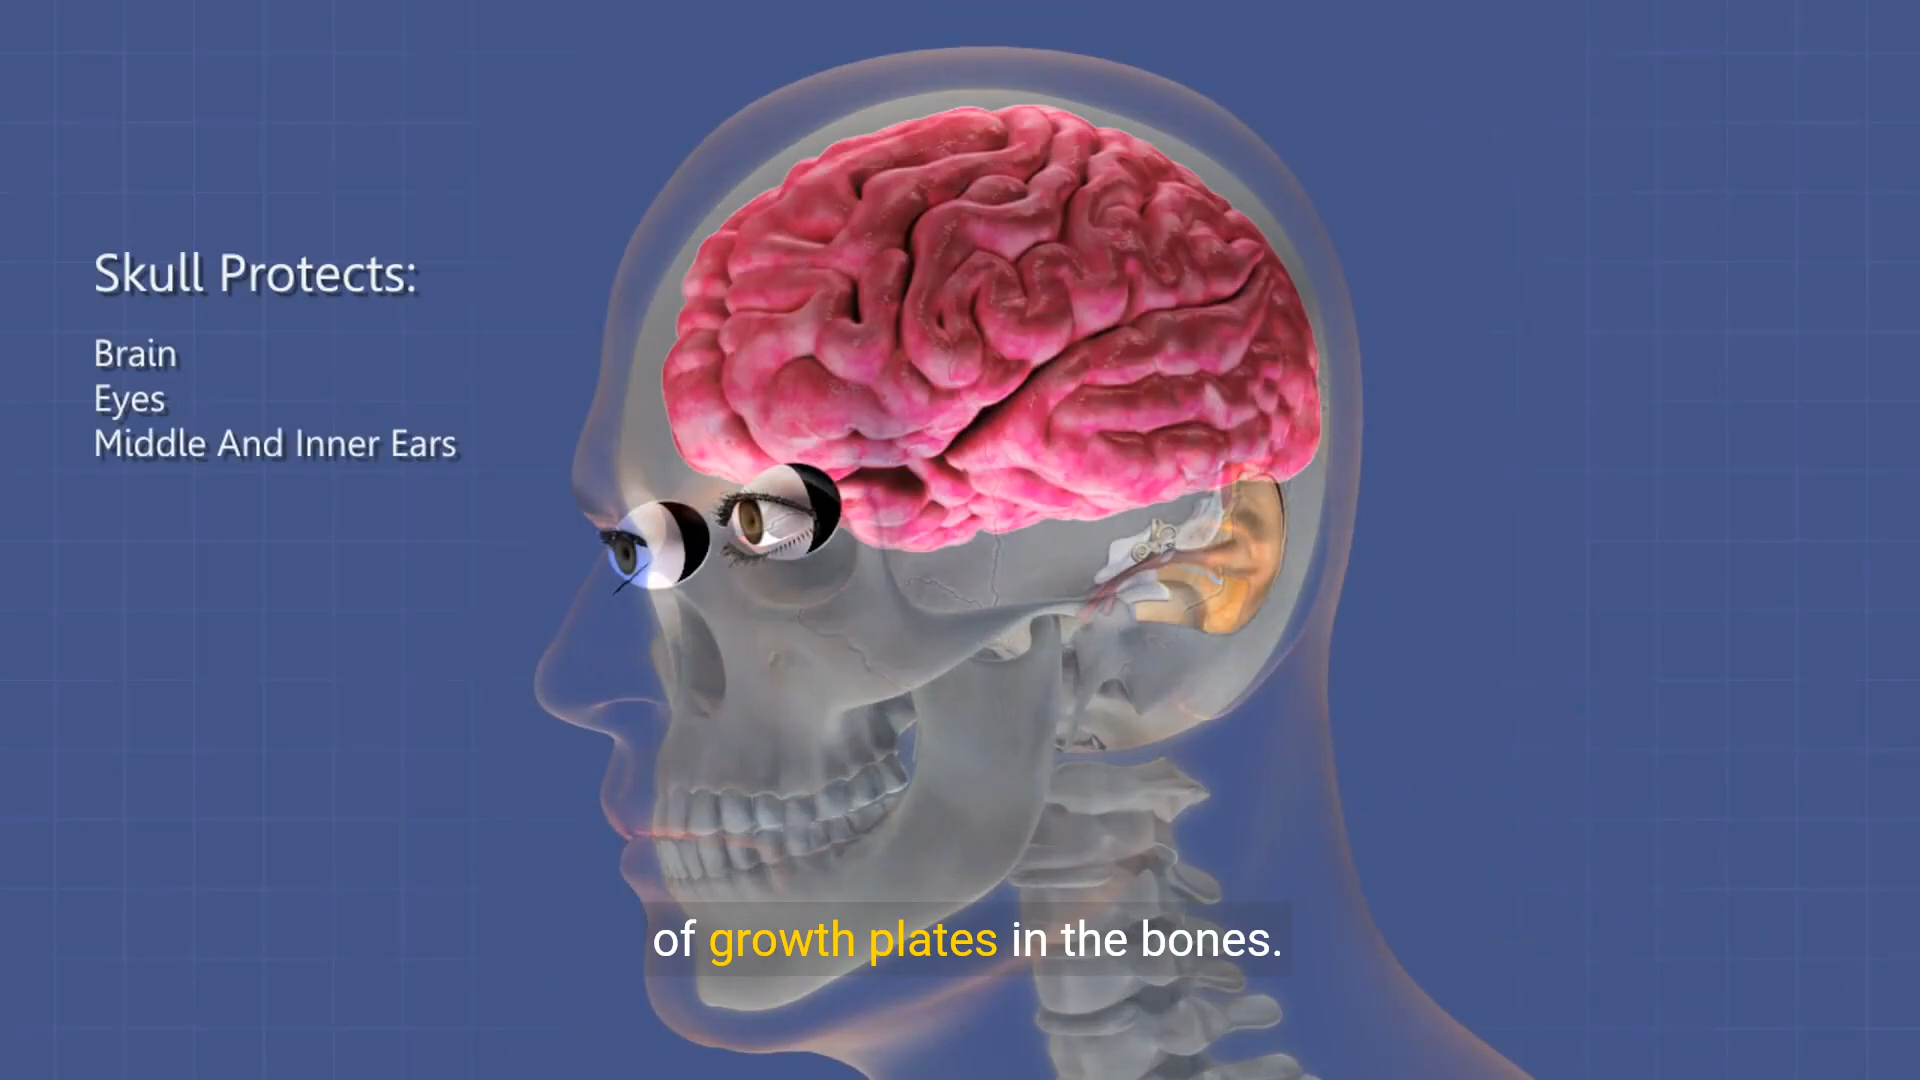 Skull Protects:
Brain
Eyes
Middle And Inner Ears
of growth plates in the bones.